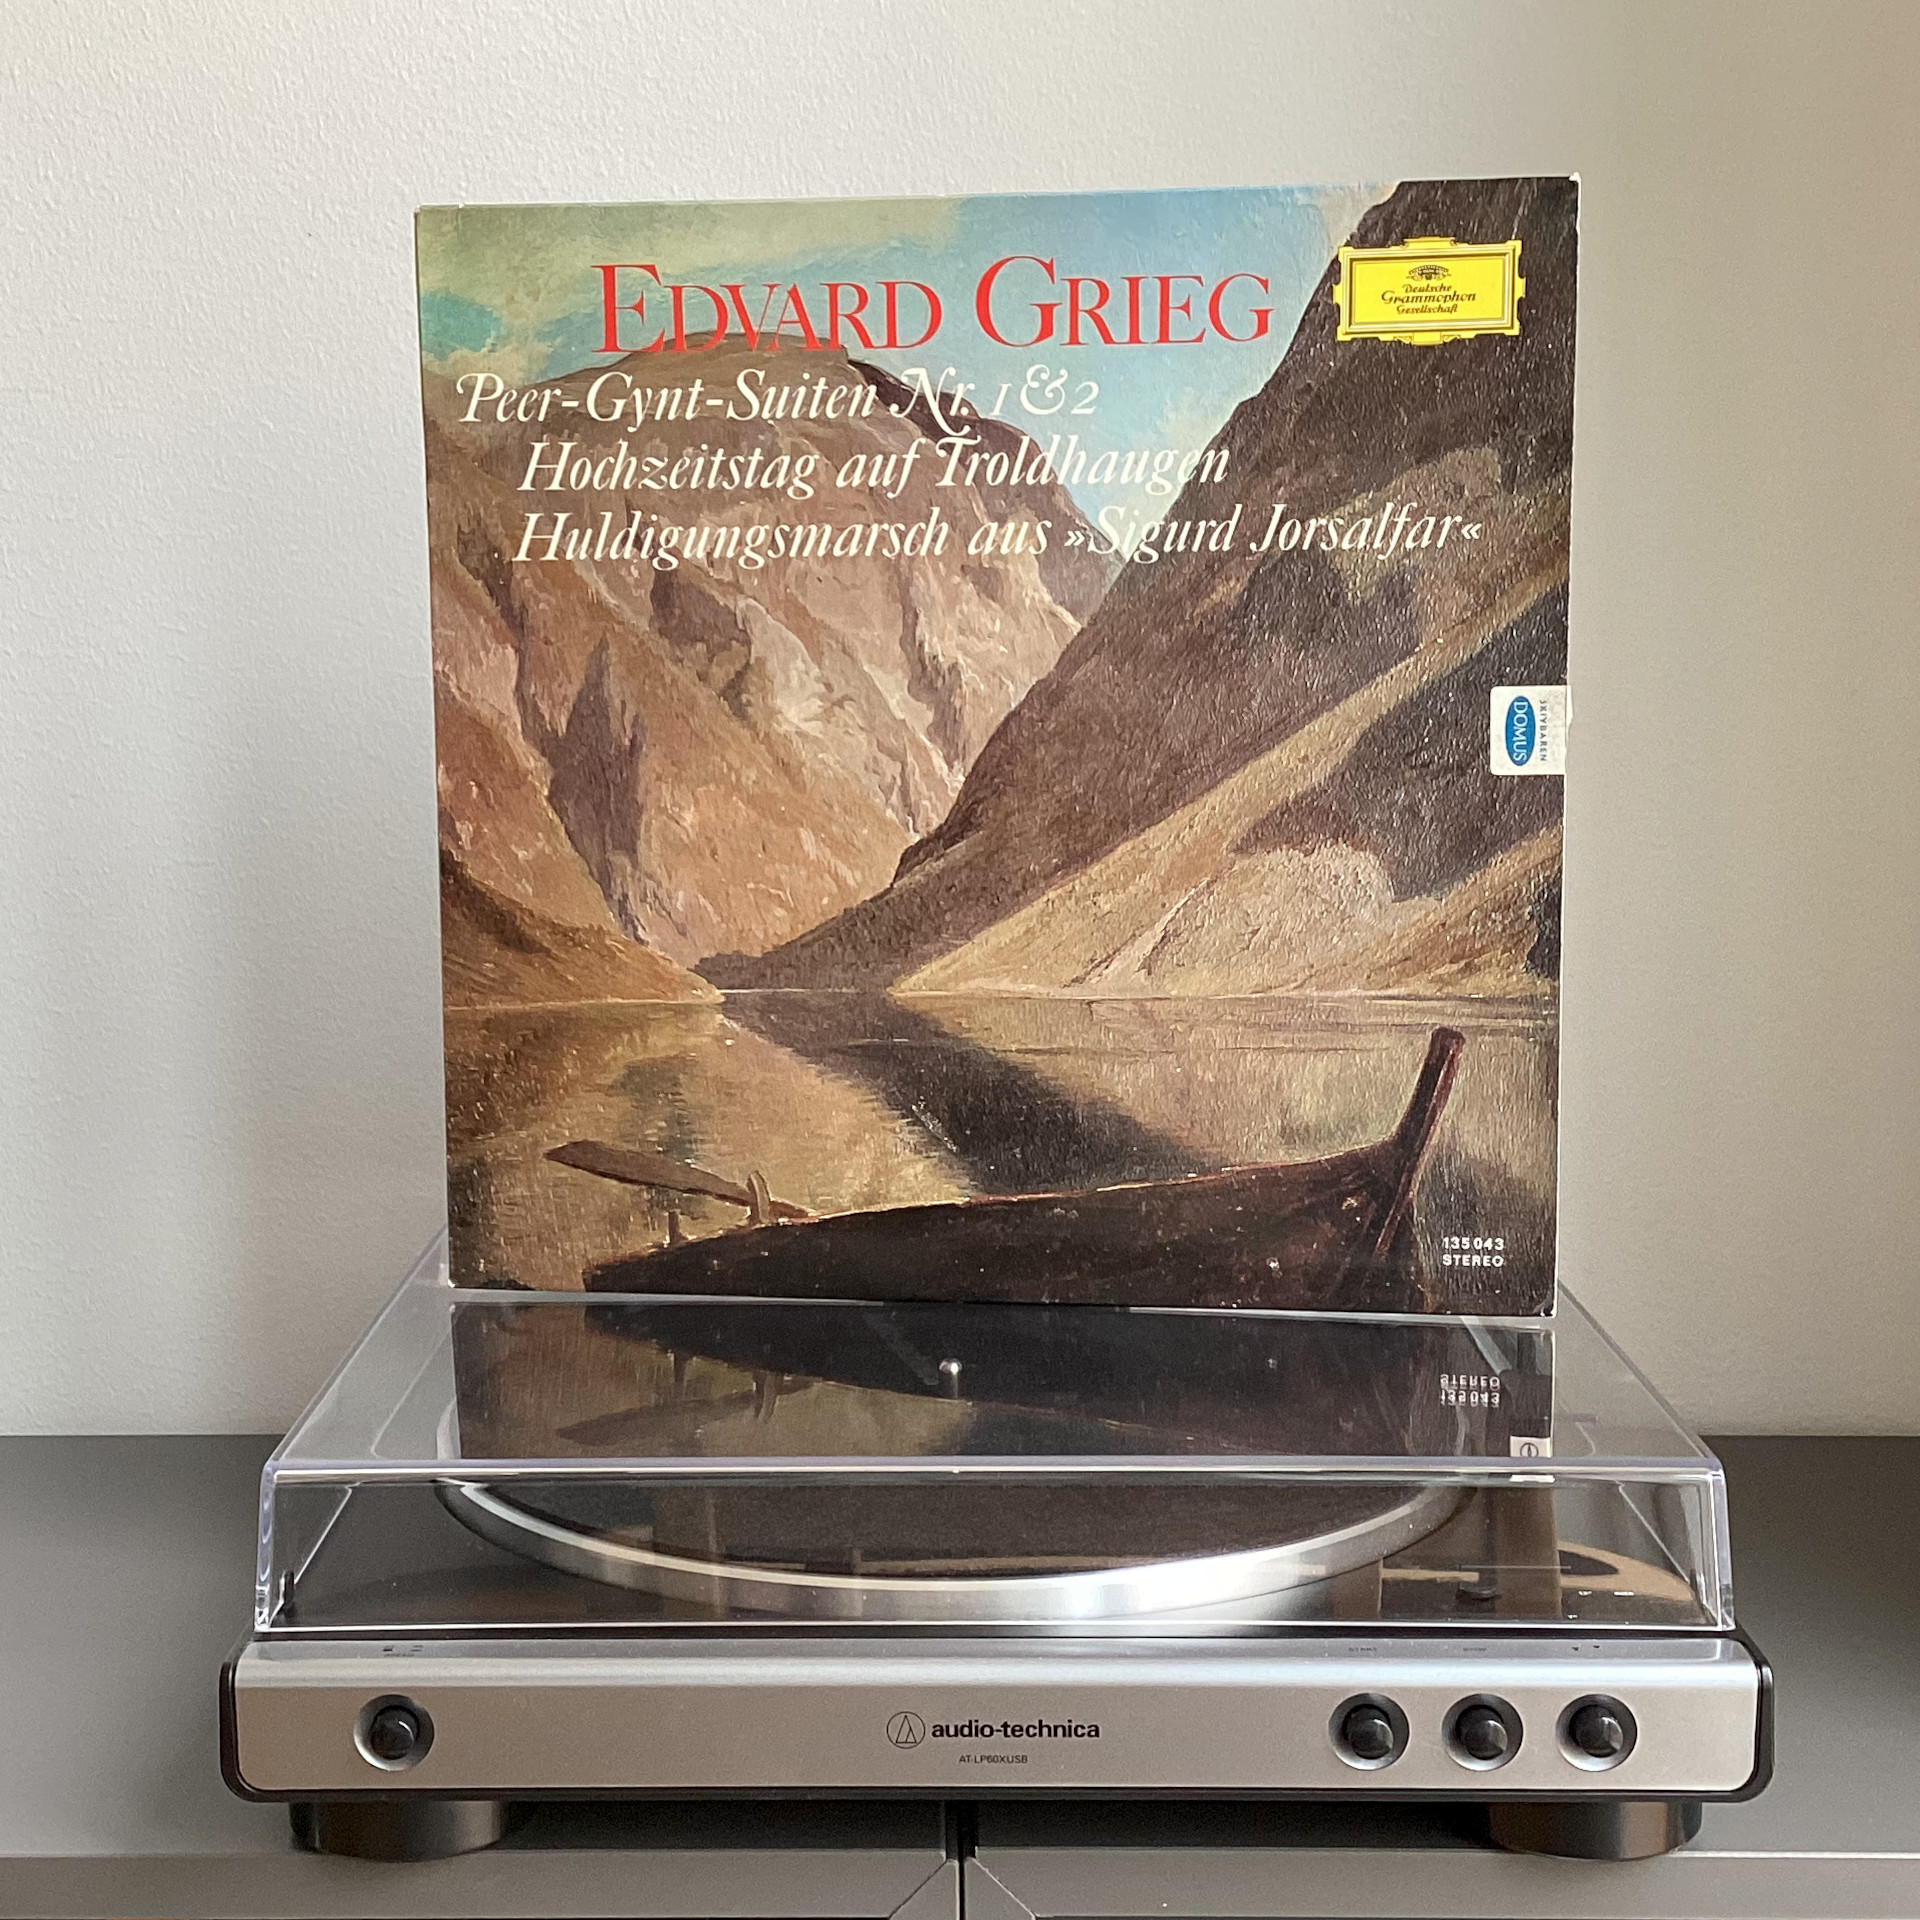 EDVARD GRIEG
Deutsche
Grammophon
Gesellschaft
Peer-Gynt-Suiten Nr. 1 & 2
Hochzeitstag auf Troldhaugen
Huldigungsmarsch aus »Sigurd Jorsalfar«
SKIVBAREN
DOMUS
135 043
STEREO
audio-technica
AT-LP60XUSB